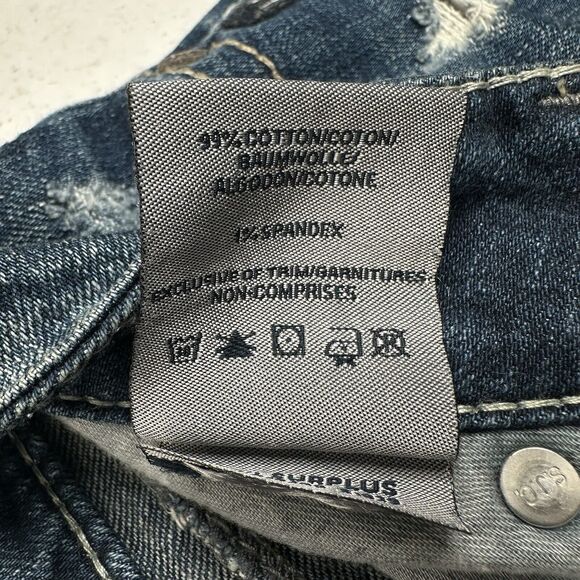 99% COTTON/COTON/
BAUMWOLLE/
ALGODON/COTONE
1% SPANDEX
EXCLUSIVE OF TRIM/GARNITURES
NON-COMPRISES
SURPLUS